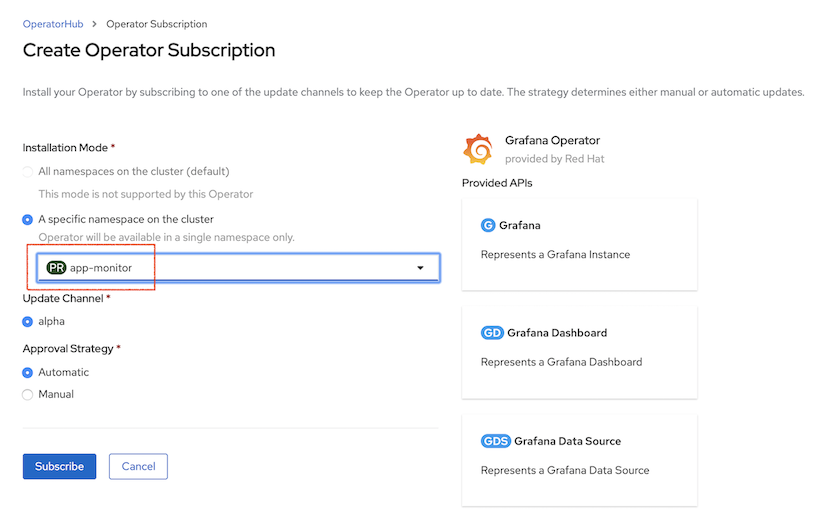 OperatorHub > Operator Subscription
Create Operator Subscription
Install your Operator by subscribing to one of the update channels to keep the Operator up to date. The strategy determines either manual or automatic updates.
Installation Mode *
All namespaces on the cluster (default)
This mode is not supported by this Operator
A specific namespace on the cluster
Operator will be available in a single namespace only.
PR app-monitor
Update Channel *
alpha
Approval Strategy *
Automatic
Manual
Subscribe
Cancel
Grafana Operator
provided by Red Hat
Provided APIs
G Grafana
Represents a Grafana Instance
GD Grafana Dashboard
Represents a Grafana Dashboard
GDS Grafana Data Source
Represents a Grafana Data Source